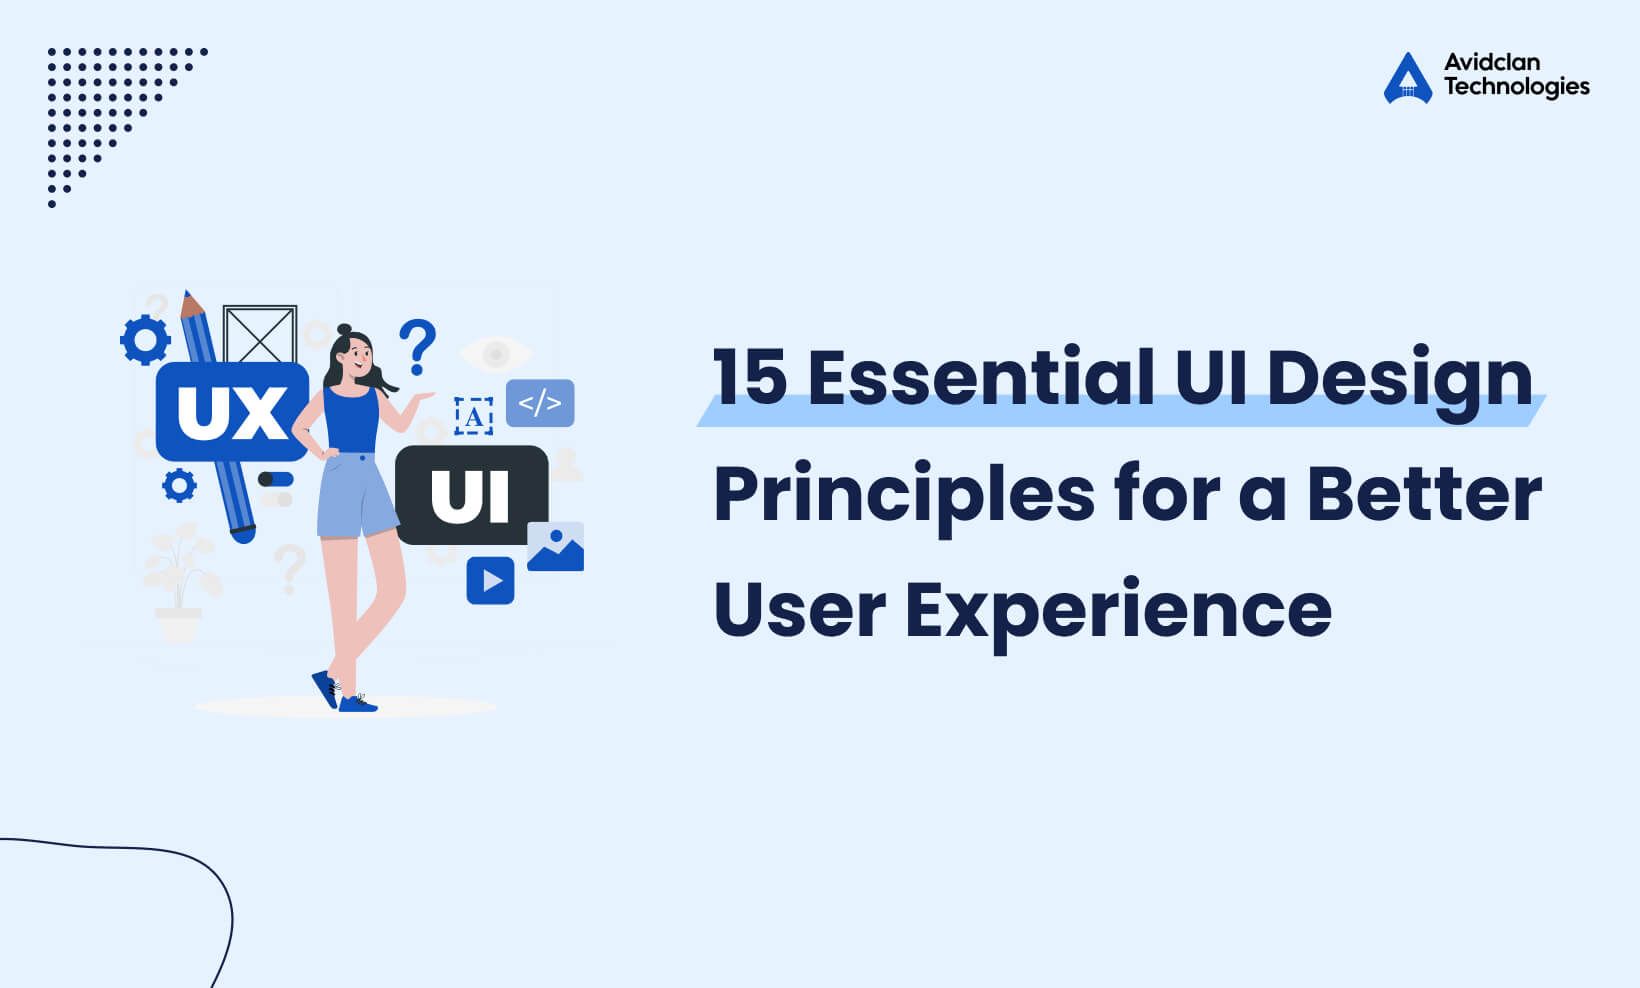 Avidclan
Technologies
UX
?
A
</>
UI
15 Essential UI Design
Principles for a Better
User Experience